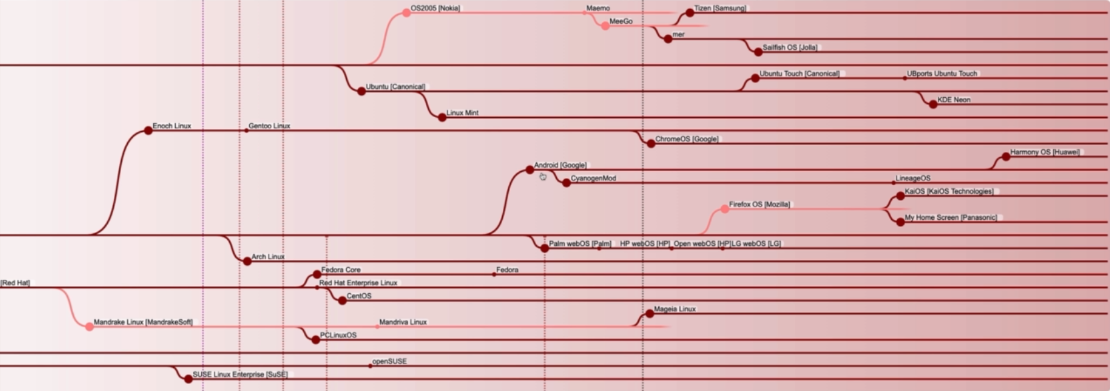 OS2005 [Nokia]
Maemo
Tizen [Samsung]
MeeGo
mer
Sailfish OS [Jolla]
Ubuntu Touch [Canonical]
UBports Ubuntu Touch
Ubuntu [Canonical]
KDE Neon
Linux Mint
Enoch Linux
Gentoo Linux
ChromeOS [Google]
Harmony OS [Huawei]
Android [Google]
CyanogenMod
LineageOS
KaiOS [KaiOS Technologies]
Firefox OS [Mozilla]
My Home Screen [Panasonic]
Palm webOS [Palm]
HP webOS [HP]
Open webOS [HP]
LG webOS [LG]
Arch Linux
Fedora Core
Fedora
[Red Hat]
Red Hat Enterprise Linux
CentOS
Mageia Linux
Mandrake Linux [MandrakeSoft]
Mandriva Linux
PCLinuxOS
openSUSE
SUSE Linux Enterprise [SuSE]